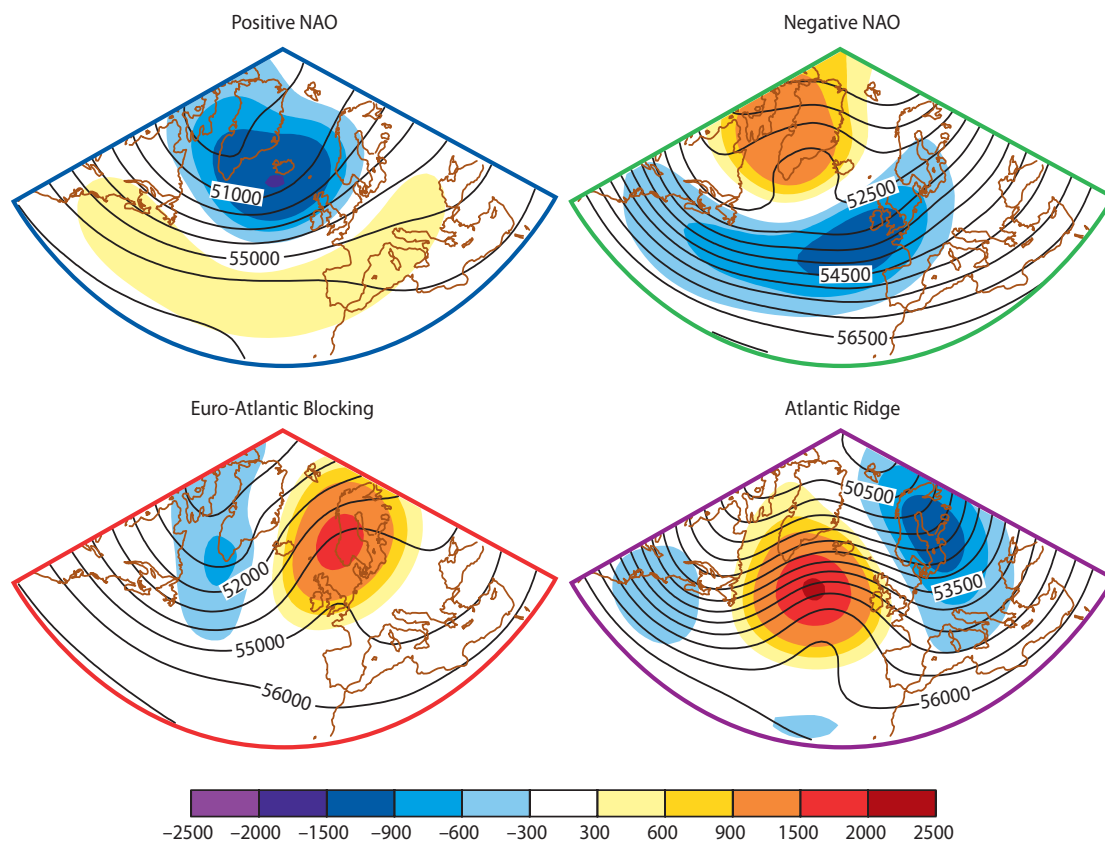 Positive NAO
Negative NAO
51000
55000
52500
54500
56500
Euro-Atlantic Blocking
Atlantic Ridge
52000
55000
56000
50500
53500
56000
–2500 –2000 –1500 –900 –600 –300 300 600 900 1500 2000 2500